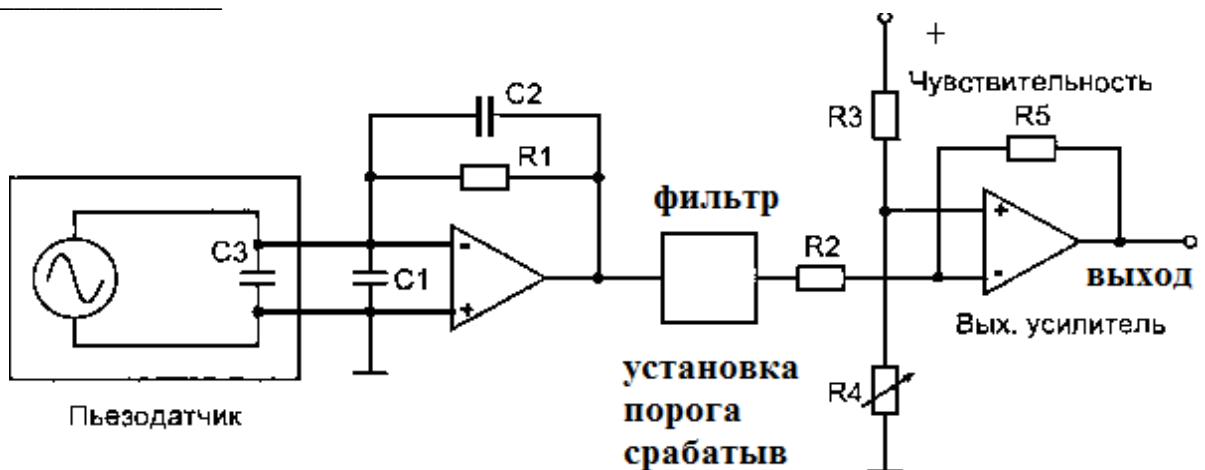 +
Чувствительность
C2
R3
R5
R1
фильтр
+
-
C3
R2
C1
-
выход
+
Вых. усилитель
установка
R4
порога
Пьезодатчик
срабатыв